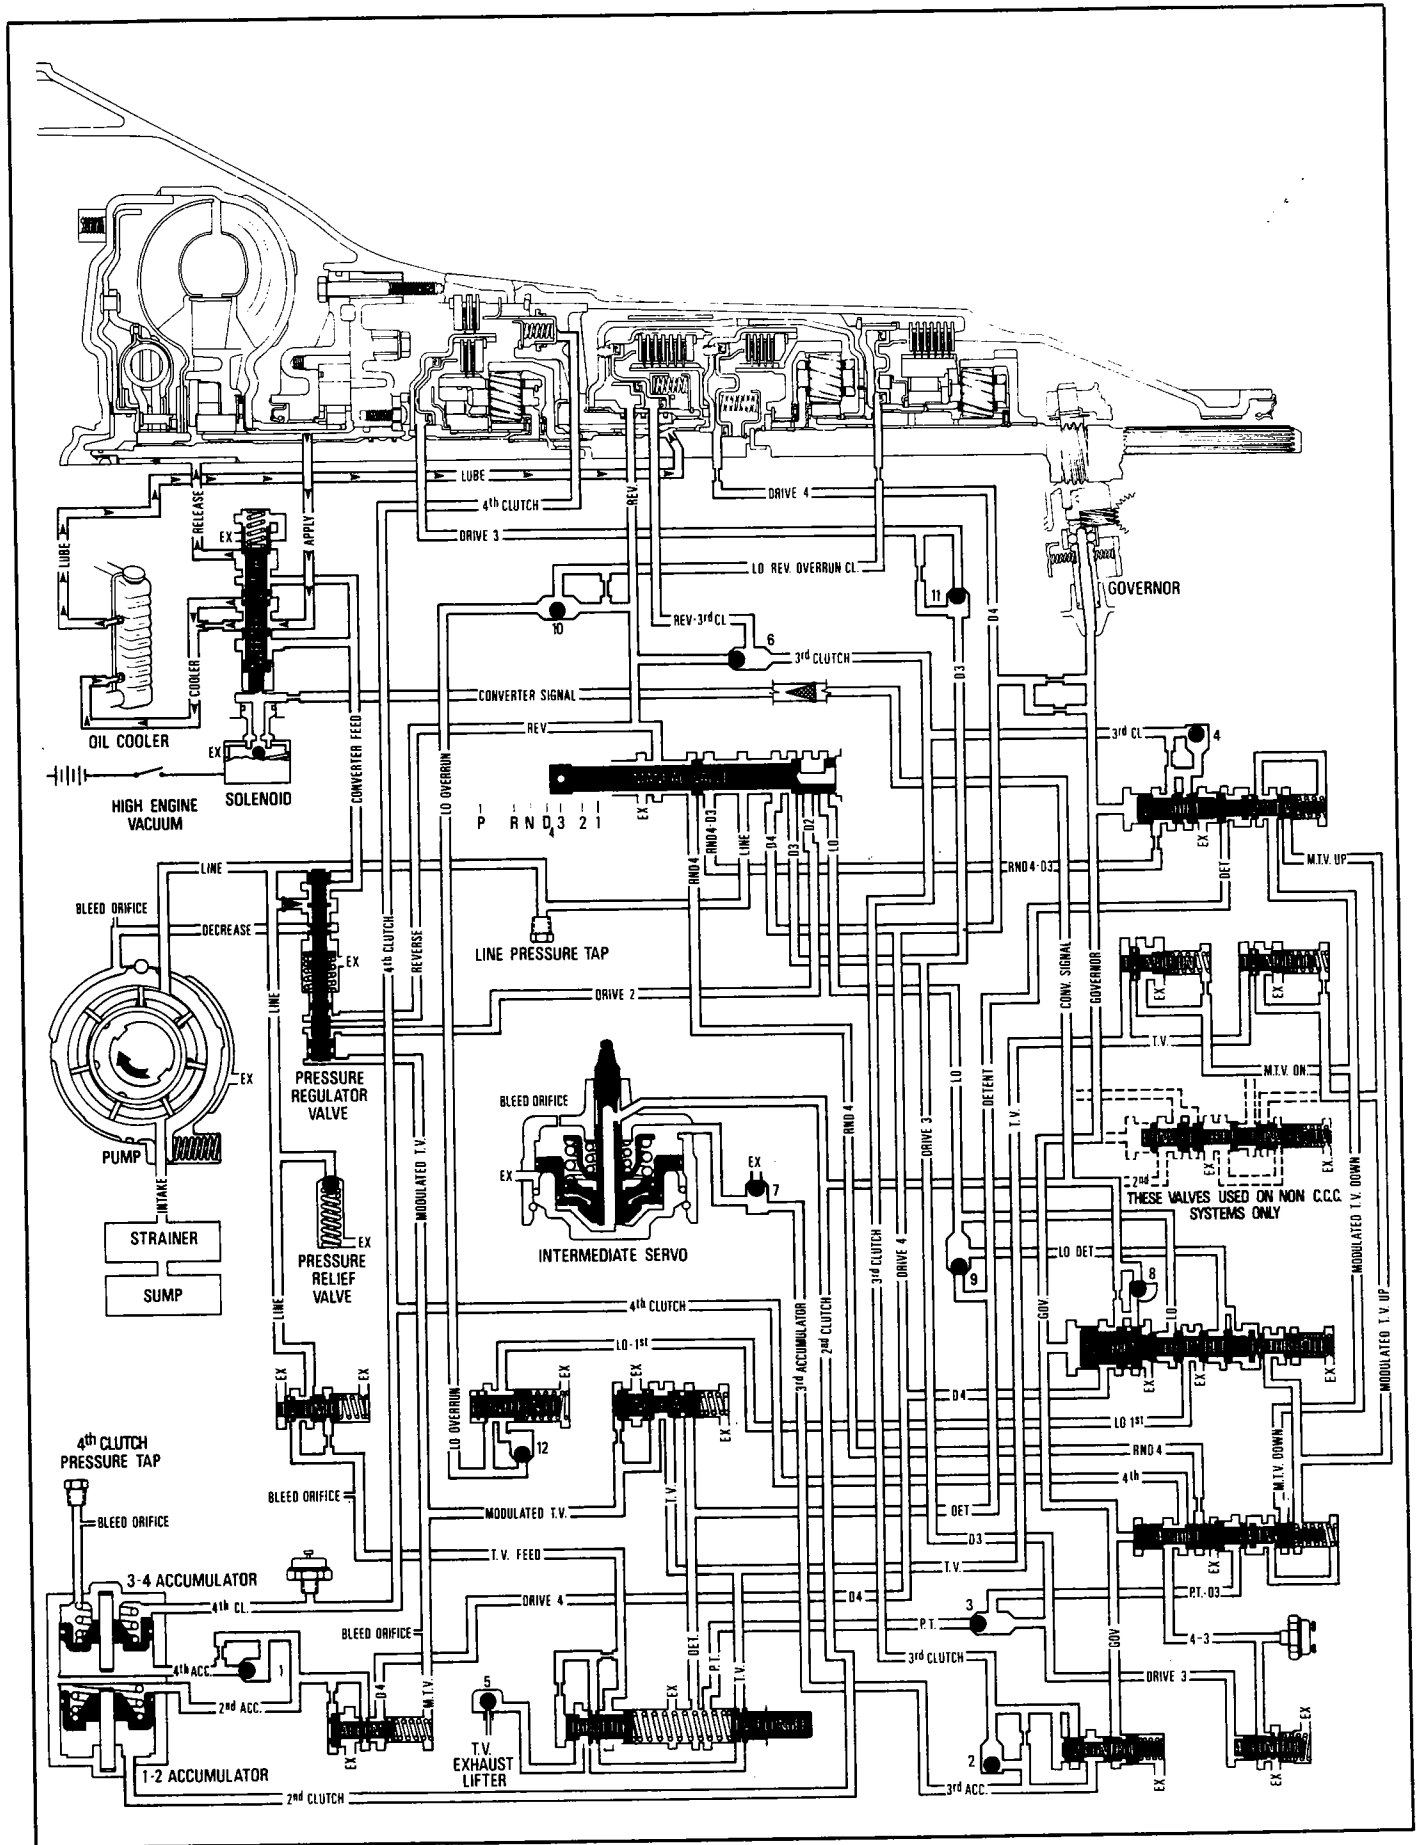 LUBE
4th CLUTCH
REV.
DRIVE 4
RELEASE
EX
APPLY
DRIVE 3
LUBE
LO REV. OVERRUN CL.
GOVERNOR
11
10
D4
REV-3rd CL
6
3rd CLUTCH
COOLER
D3
CONVERTER SIGNAL
OIL COOLER
EX
REV
3rd CL
4
CONVERTER FEED
LO OVERRUN
HIGH ENGINE
VACUUM
SOLENOID
P R N D4 3 2 1
EX
RND4
RND4-D3
LINE
D4
D3
D2
LO
EX
DET
M.T.V. UP
LINE
RND4-D3
BLEED ORIFICE
DECREASE
EX
4th CLUTCH
REVERSE
LINE PRESSURE TAP
CONV. SIGNAL
GOVERNOR
EX
EX
LINE
DRIVE 2
T.V.
M.T.V. ON
EX
PRESSURE
REGULATOR
VALVE
BLEED ORIFICE
LO
DETENT
T.V.
RND 4
DRIVE 3
PUMP
MODULATED T.V.
EX
EX
7
2nd
EX
EX
INTAKE
THESE VALVES USED ON NON C.C.C.
SYSTEMS ONLY
MODULATED T.V. DOWN
STRAINER
EX
INTERMEDIATE SERVO
3rd CLUTCH
DRIVE 4
9
LO DET
8
PRESSURE
RELIEF
VALVE
SUMP
LINE
4th CLUTCH
3rd ACCUMULATOR
2nd CLUTCH
GOV.
LO
MODULATED T.V. UP
LO-1st
EX
EX
EX
EX
EX
EX
EX
EX
D4
LO OVERRUN
LO 1st
12
RND 4
4th CLUTCH
PRESSURE TAP
4th
M.T.V. DOWN
BLEED ORIFICE
MODULATED T.V.
T.V.
DET
BLEED ORIFICE
D3
T.V. FEED
T.V.
EX
3-4 ACCUMULATOR
4th CL.
DRIVE 4
D4
P.T.-D3
3
BLEED ORIFICE
P.T.
GOV
4-3
4th ACC.
1
DET.
P.T.
T.V.
3rd CLUTCH
DRIVE 3
2nd ACC.
D4
M.T.V.
5
EX
EX
T.V.
EXHAUST
LIFTER
EX
2
1-2 ACCUMULATOR
3rd ACC.
EX
EX
2nd CLUTCH